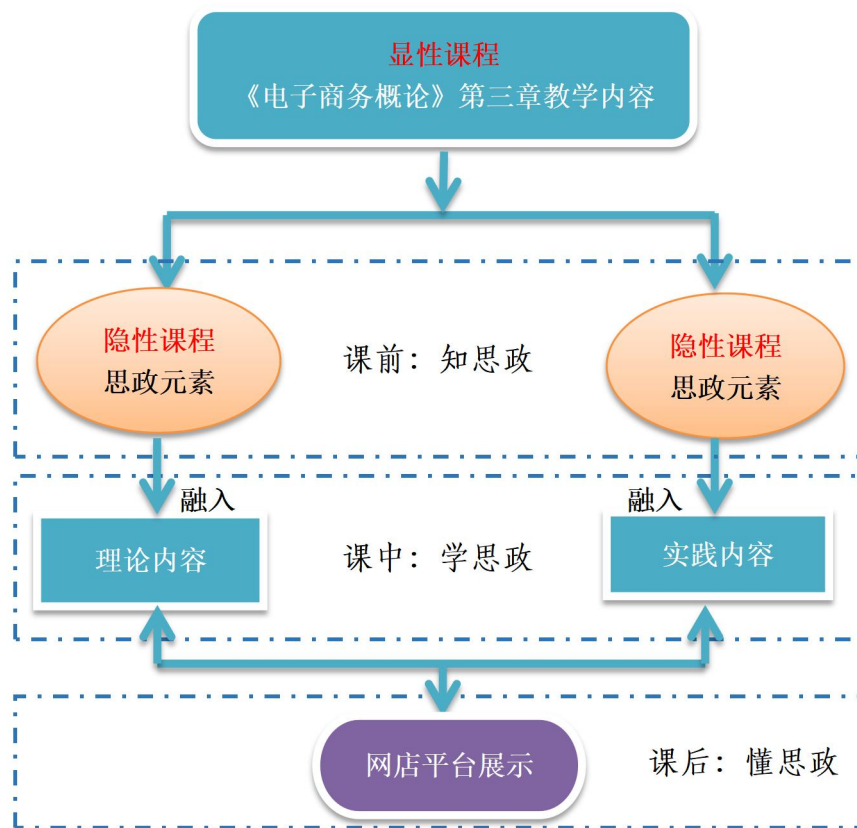 显性课程
《电子商务概论》第三章教学内容
隐性课程
思政元素
课前：知思政
隐性课程
思政元素
融入
融入
理论内容
课中：学思政
实践内容
网店平台展示
课后：懂思政